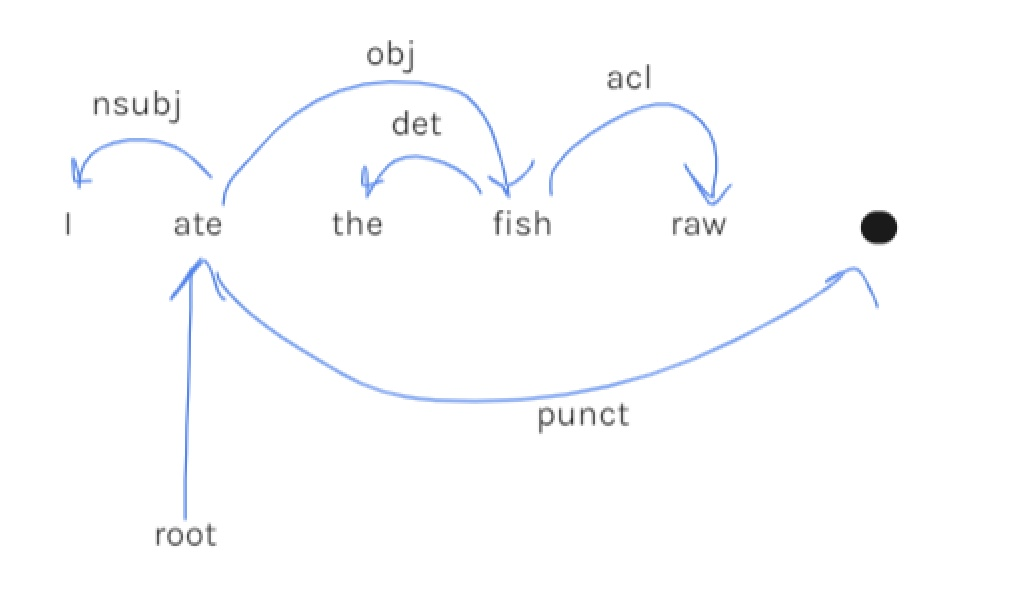 obj
acl
nsubj
det
I ate the fish raw .
punct
root